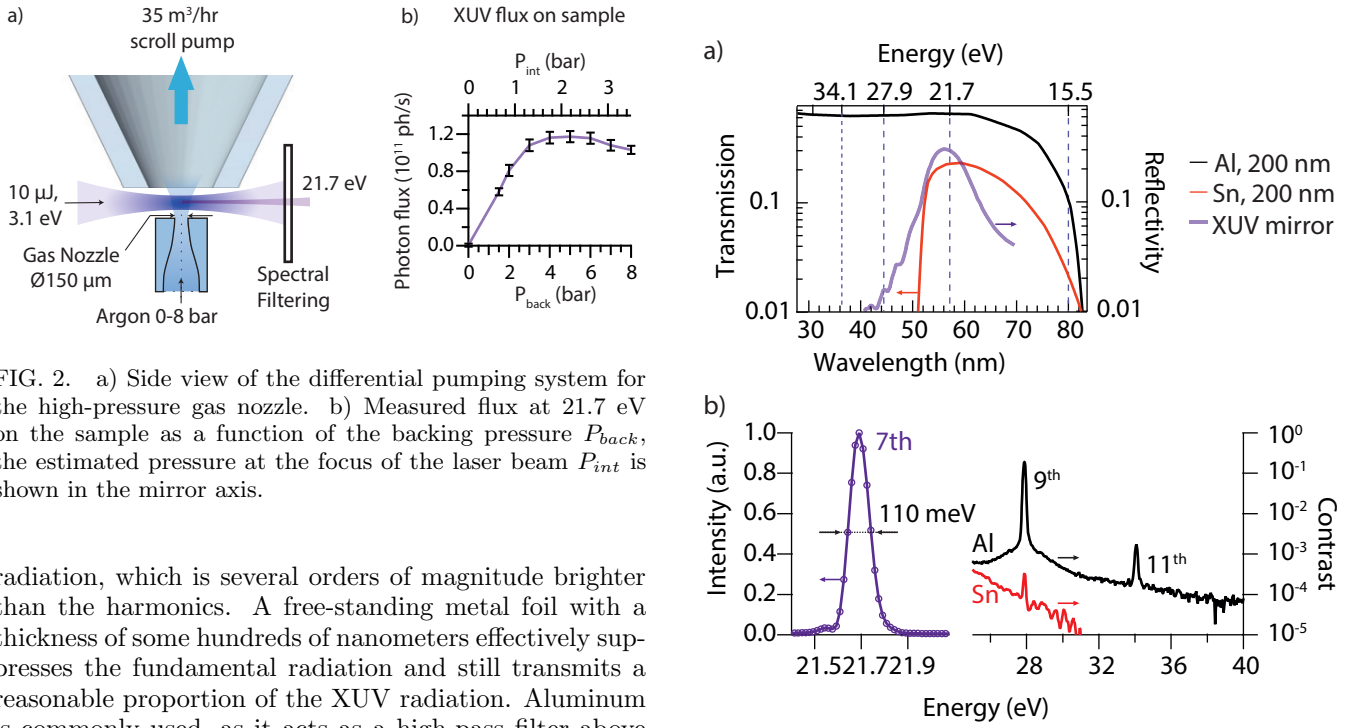 a)
35 m³/hr
scroll pump
10 μJ,
3.1 eV
21.7 eV
Gas Nozzle
Ø150 μm
Spectral
Filtering
Argon 0-8 bar
b)
XUV flux on sample
P_int (bar)
0 1 2 3
Photon flux (10¹¹ ph/s)
1.2
0.8
0.4
0.0
0 2 4 6 8
P_back (bar)
FIG. 2. a) Side view of the differential pumping system for
the high-pressure gas nozzle. b) Measured flux at 21.7 eV
on the sample as a function of the backing pressure P_back,
the estimated pressure at the focus of the laser beam P_int is
shown in the mirror axis.
radiation, which is several orders of magnitude brighter
than the harmonics. A free-standing metal foil with a
thickness of some hundreds of nanometers effectively sup-
presses the fundamental radiation and still transmits a
reasonable proportion of the XUV radiation. Aluminum
is commonly used, as it acts as a high-pass filter above
a)
Energy (eV)
34.1 27.9 21.7 15.5
Transmission
0.1
0.01
Reflectivity
0.1
0.01
30 40 50 60 70 80
Wavelength (nm)
Al, 200 nm
Sn, 200 nm
XUV mirror
b)
Intensity (a.u.)
1.0
0.8
0.6
0.4
0.2
0.0
7th
110 meV
21.5 21.7 21.9
9th
11th
Al
Sn
28 32 36 40
10⁰
10⁻¹
10⁻²
10⁻³
10⁻⁴
10⁻⁵
Contrast
Energy (eV)